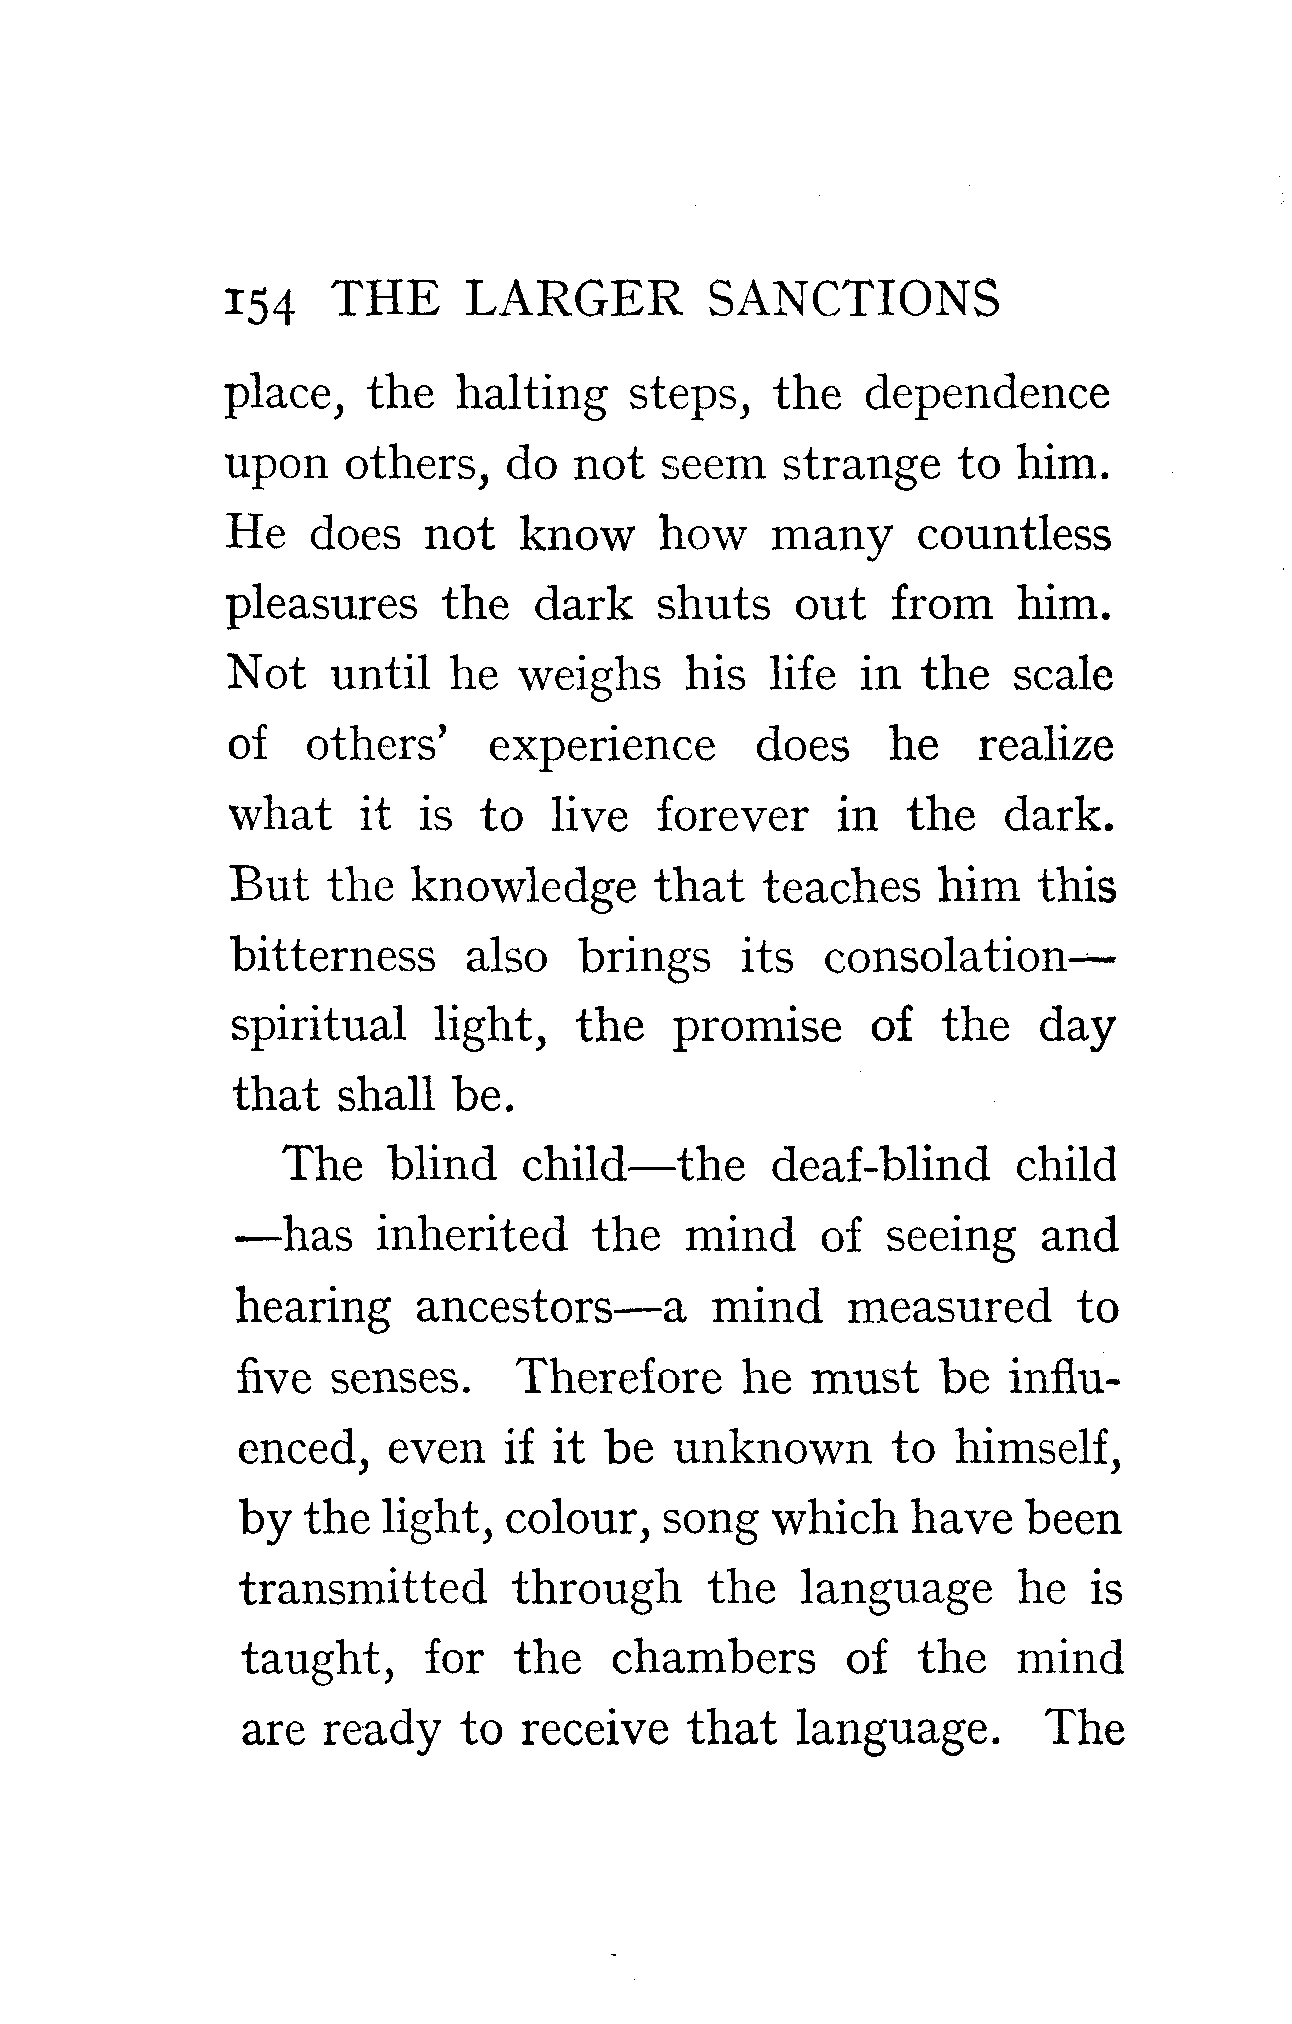 154 THE LARGER SANCTIONS
place, the halting steps, the dependence
upon others, do not seem strange to him.
He does not know how many countless
pleasures the dark shuts out from him.
Not until he weighs his life in the scale
of others' experience does he realize
what it is to live forever in the dark.
But the knowledge that teaches him this
bitterness also brings its consolation—
spiritual light, the promise of the day
that shall be.
The blind child—the deaf-blind child
—has inherited the mind of seeing and
hearing ancestors—a mind measured to
five senses. Therefore he must be influ-
enced, even if it be unknown to himself,
by the light, colour, song which have been
transmitted through the language he is
taught, for the chambers of the mind
are ready to receive that language. The